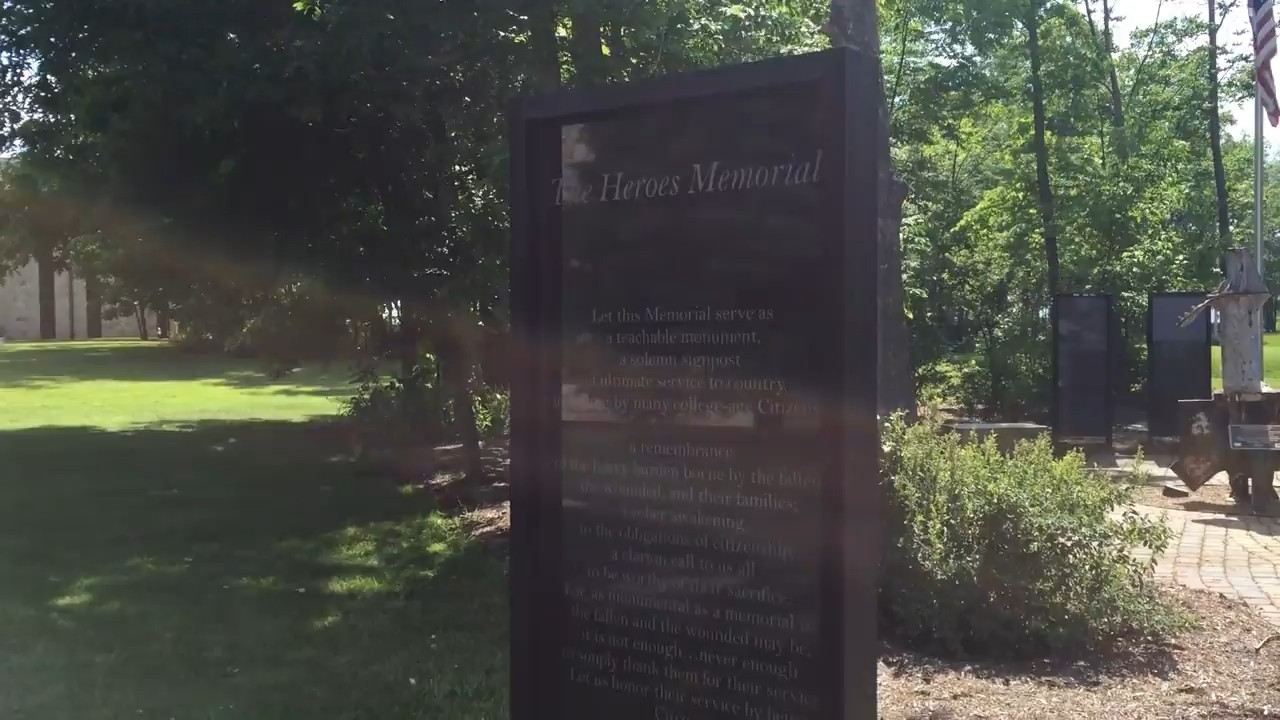 The Heroes Memorial
Let this Memorial serve as
a teachable monument,
a solemn signpost
ultimate service to country,
by many college-age Citizen
a remembrance
of the heavy burden borne by the fallen,
the wounded, and their families;
a sober awakening
to the obligations of citizenship;
a clarion call to us all
to be worthy of their sacrifice.
For, as monumental as a memorial to
the fallen and the wounded may be,
it is not enough...never enough
to simply thank them for their service.
Let us honor their service by